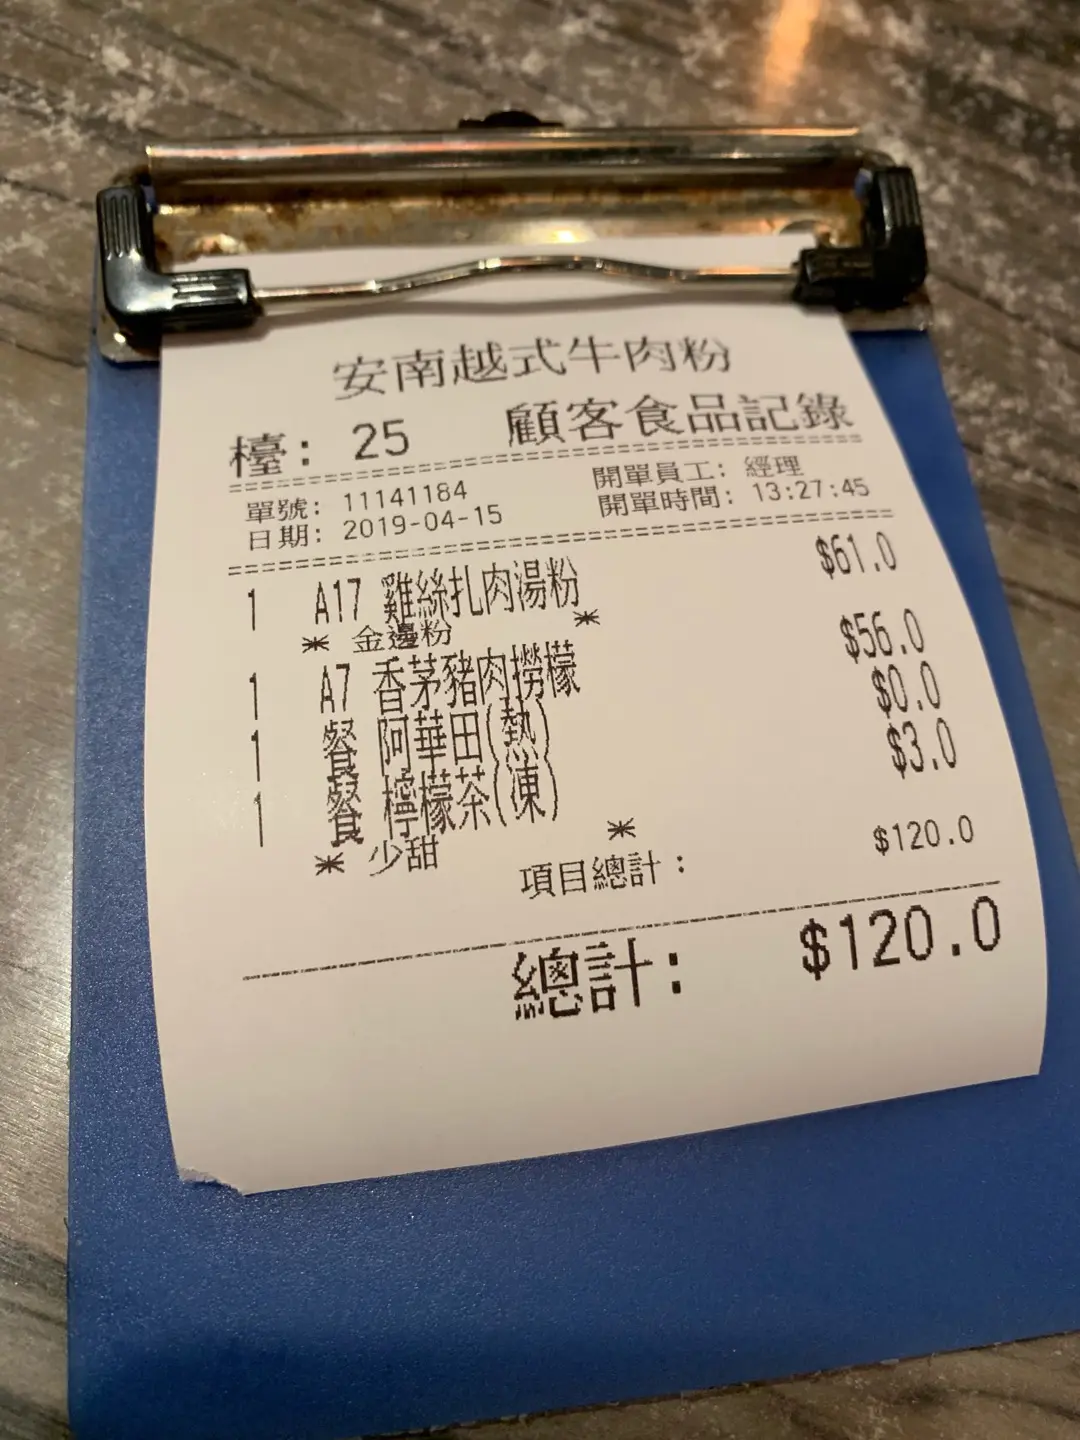 安南越式牛肉粉
檯: 25 顧客食品記錄
單號: 11141184 開單員工: 經理
日期: 2019-04-15 開單時間: 13:27:45
1 A17 雞絲扎肉湯粉 $61.0
* 金邊粉 *
1 A7 香茅豬肉撈檬 $56.0
1 餐 阿華田(熱) $0.0
1 餐 檸檬茶(凍) $3.0
* 少甜 *
項目總計: $120.0
總計: $120.0